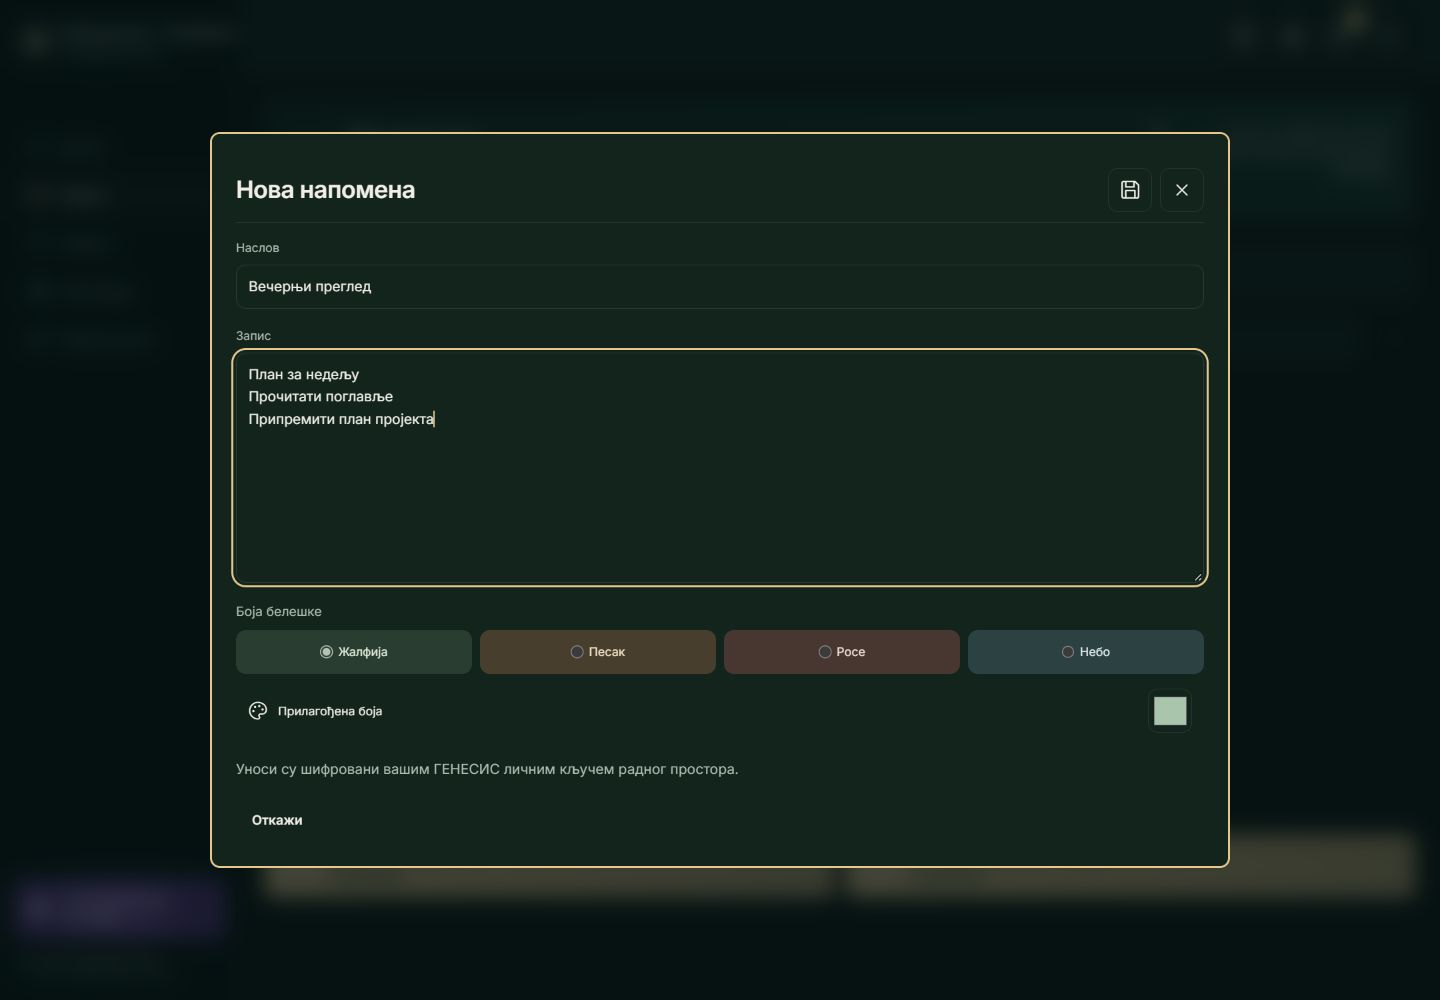 Нова напомена
Наслов
Вечерњи преглед
Запис
План за недељу
Прочитати поглавље
Припремити план пројекта
Боја белешке
Жалфија
Песак
Росе
Небо
Прилагођена боја
Уноси су шифровани вашим ГЕНЕСИС личним кључем радног простора.
Откажи